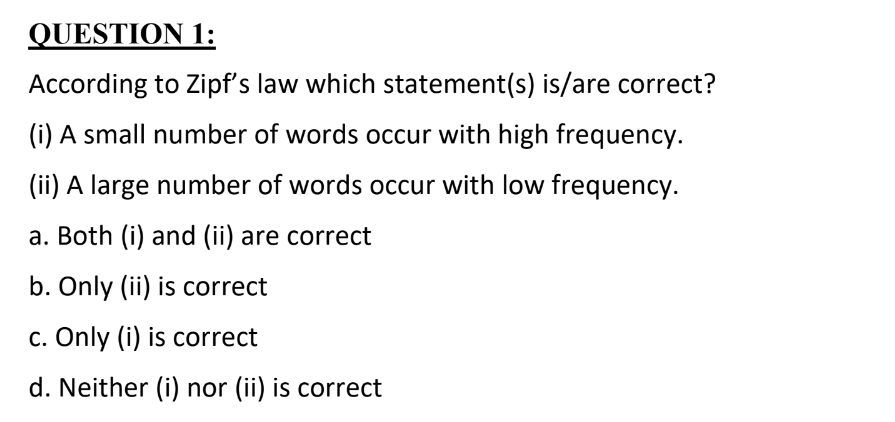 QUESTION 1:
According to Zipf’s law which statement(s) is/are correct?
(i) A small number of words occur with high frequency.
(ii) A large number of words occur with low frequency.
a. Both (i) and (ii) are correct
b. Only (ii) is correct
c. Only (i) is correct
d. Neither (i) nor (ii) is correct